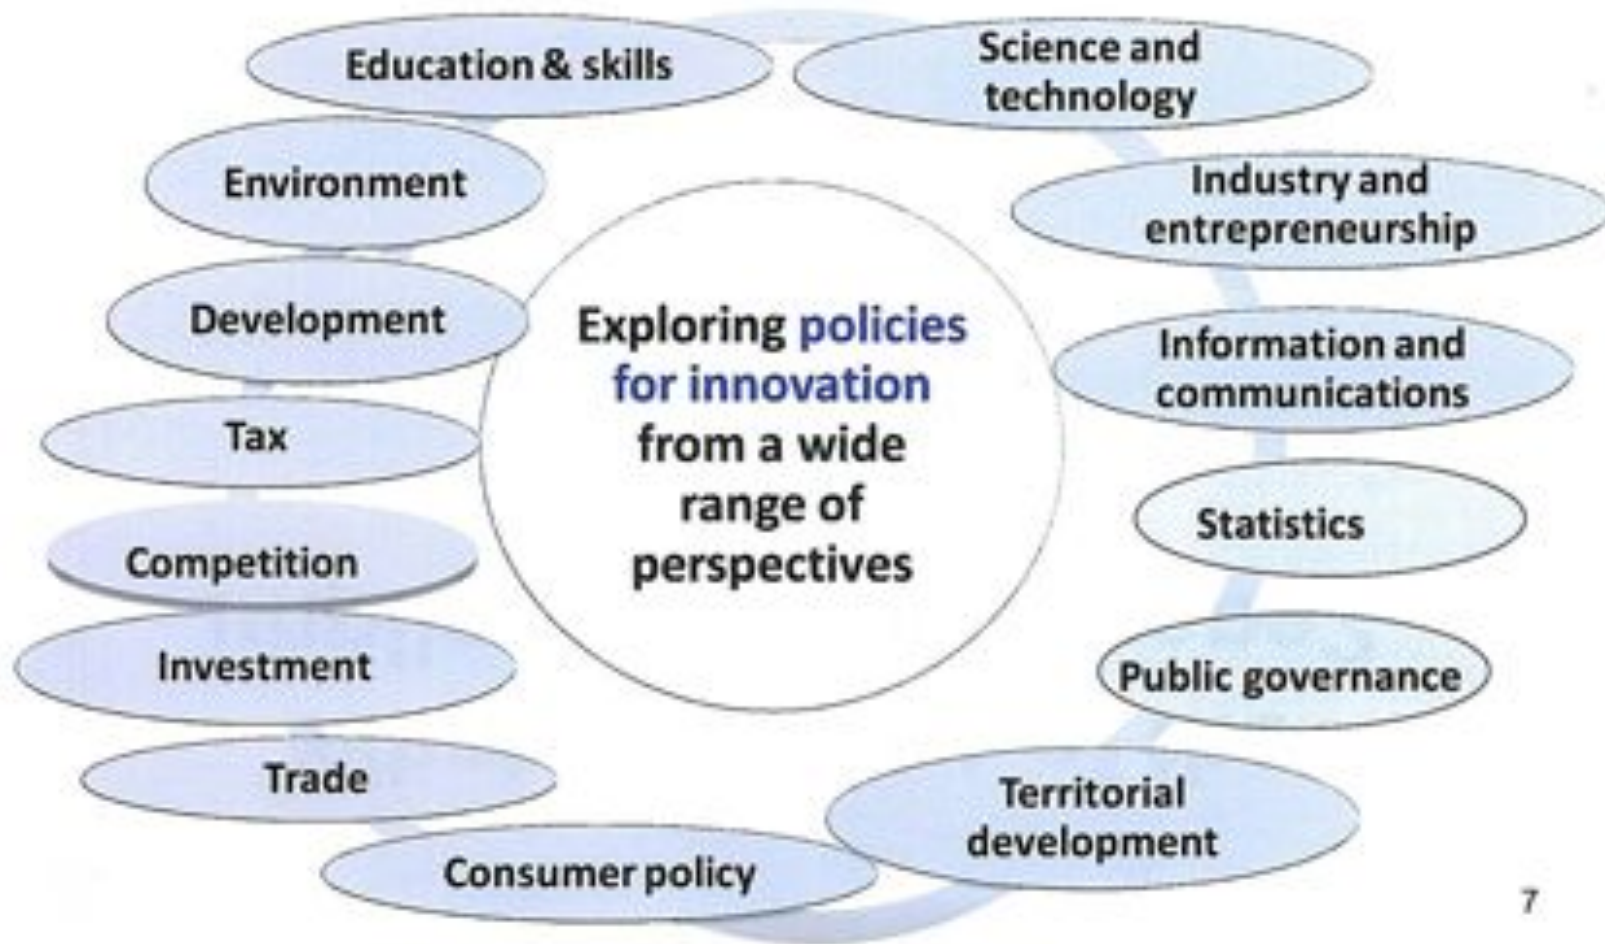 Education & skills
Science and
technology
Environment
Industry and
entrepreneurship
Development
Exploring policies
for innovation
from a wide
range of
perspectives
Information and
communications
Tax
Statistics
Competition
Investment
Public governance
Trade
Territorial
development
Consumer policy
7